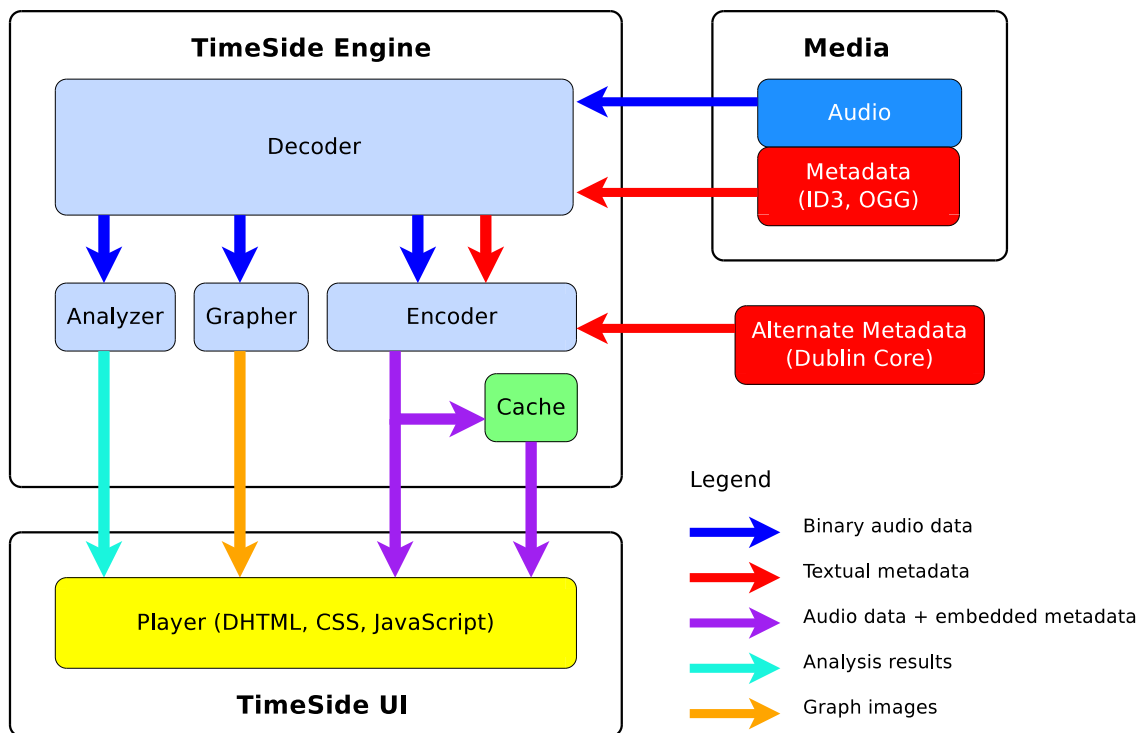 TimeSide Engine
Media
Decoder
Audio
Metadata
(ID3, OGG)
Analyzer
Grapher
Encoder
Alternate Metadata
(Dublin Core)
Cache
Legend
Binary audio data
Textual metadata
Audio data + embedded metadata
Analysis results
Graph images
Player (DHTML, CSS, JavaScript)
TimeSide UI